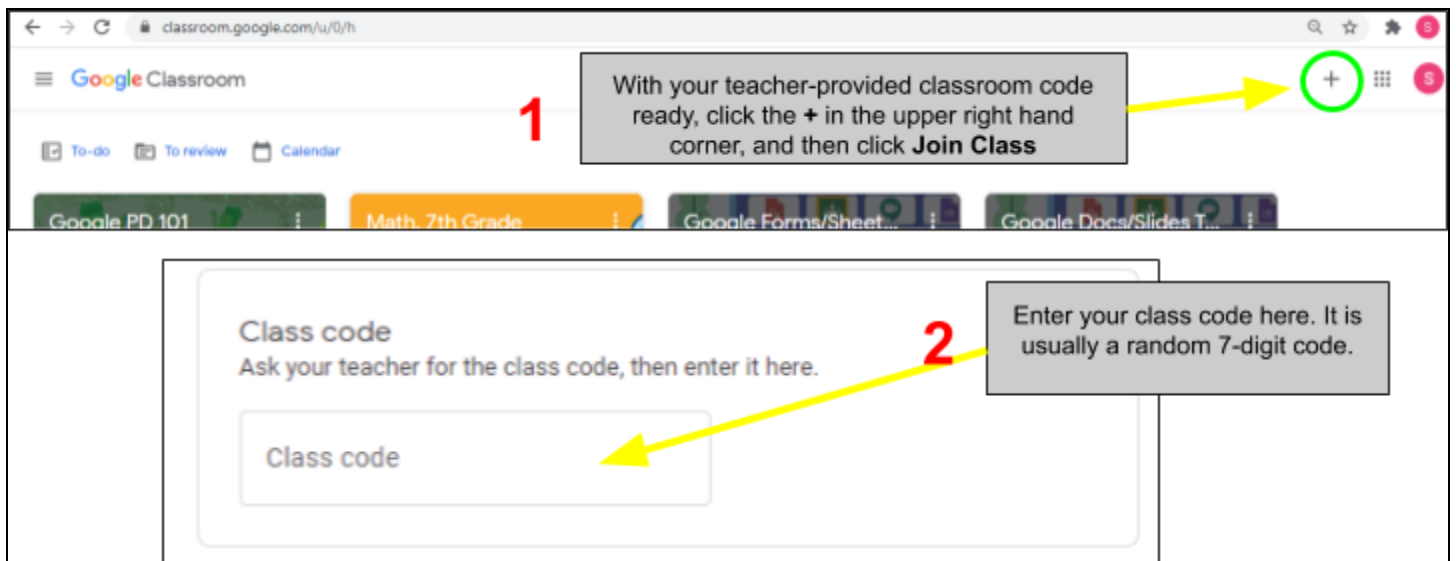 classroom.google.com/u/0/h
S
Google Classroom
S
1
With your teacher-provided classroom code
ready, click the + in the upper right hand
corner, and then click Join Class
To-do To review Calendar
Google PD 101 Math, 7th Grade Google Forms/Sheet... Google Docs/Slides T...
Class code
Ask your teacher for the class code, then enter it here.
Class code
2
Enter your class code here. It is
usually a random 7-digit code.